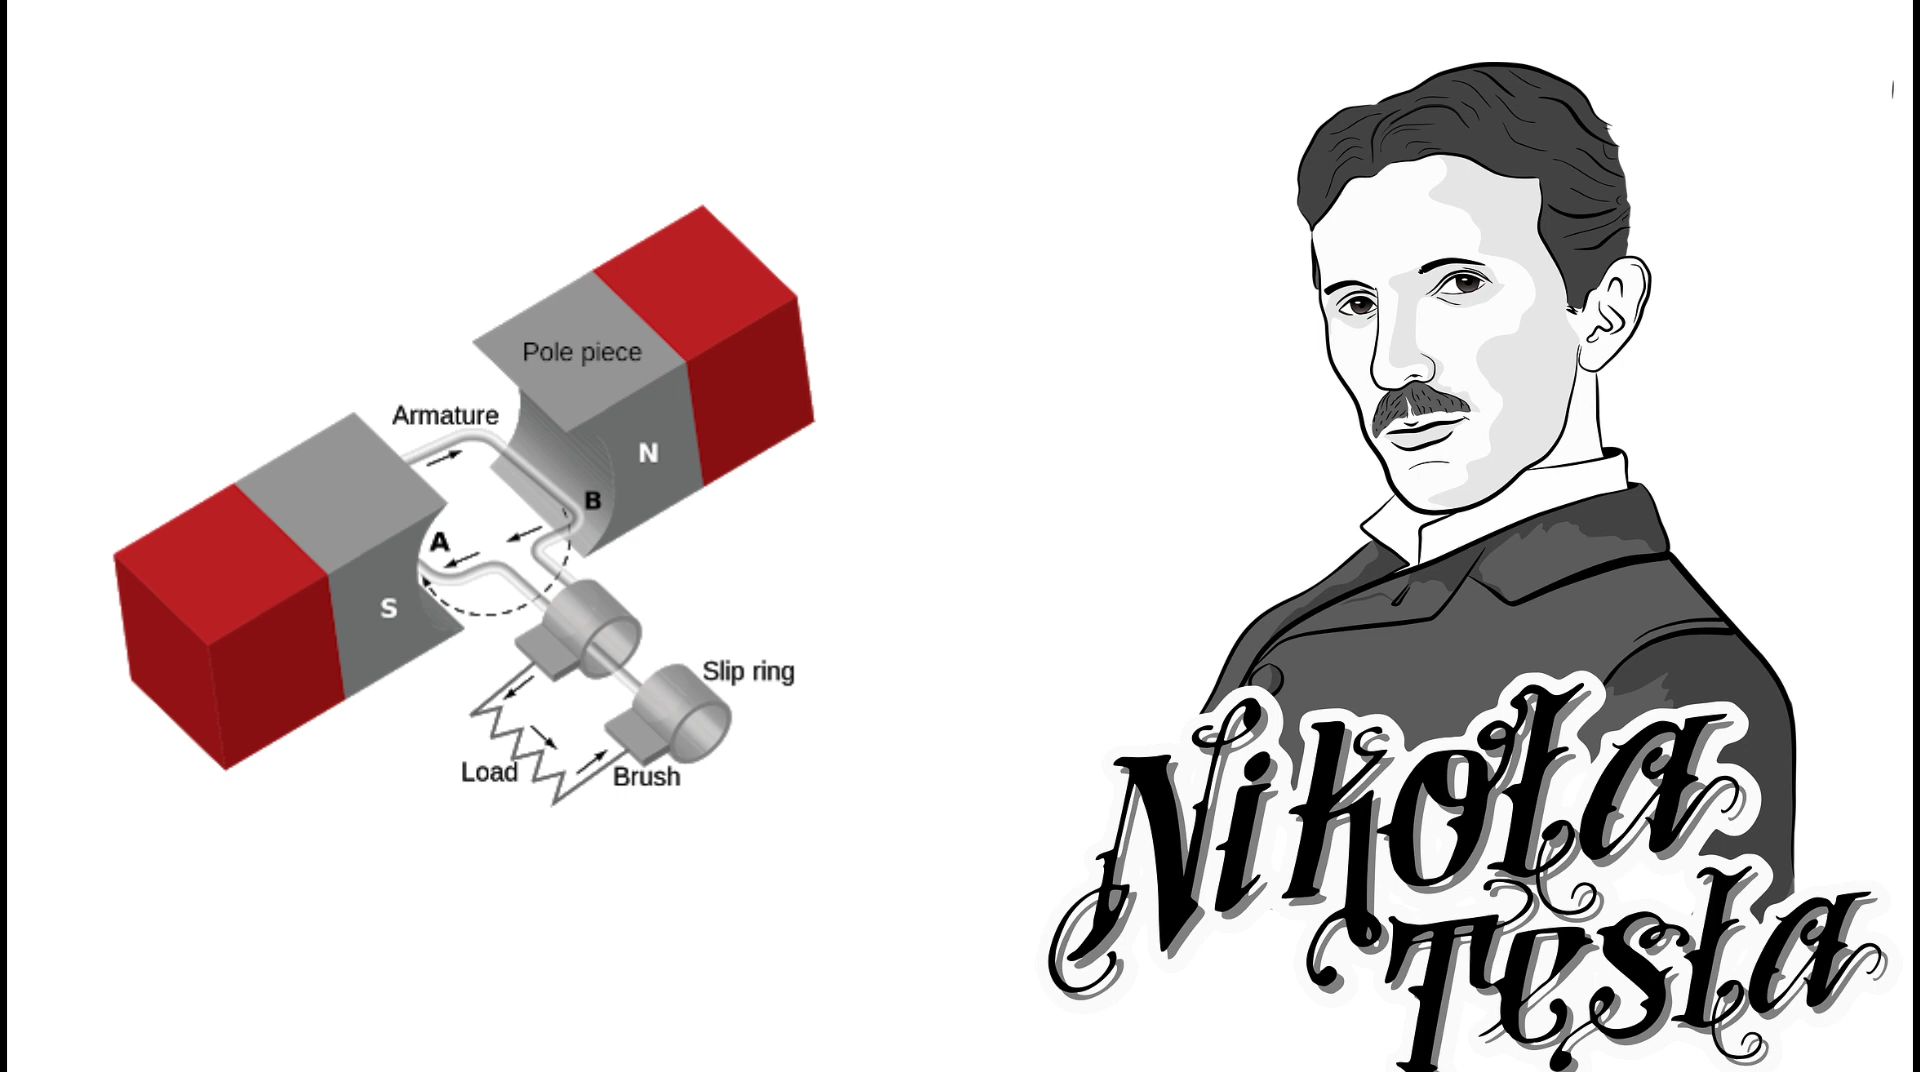 Pole piece
Armature
N
B
A
S
Slip ring
Load
Brush
Nikola
Tesla